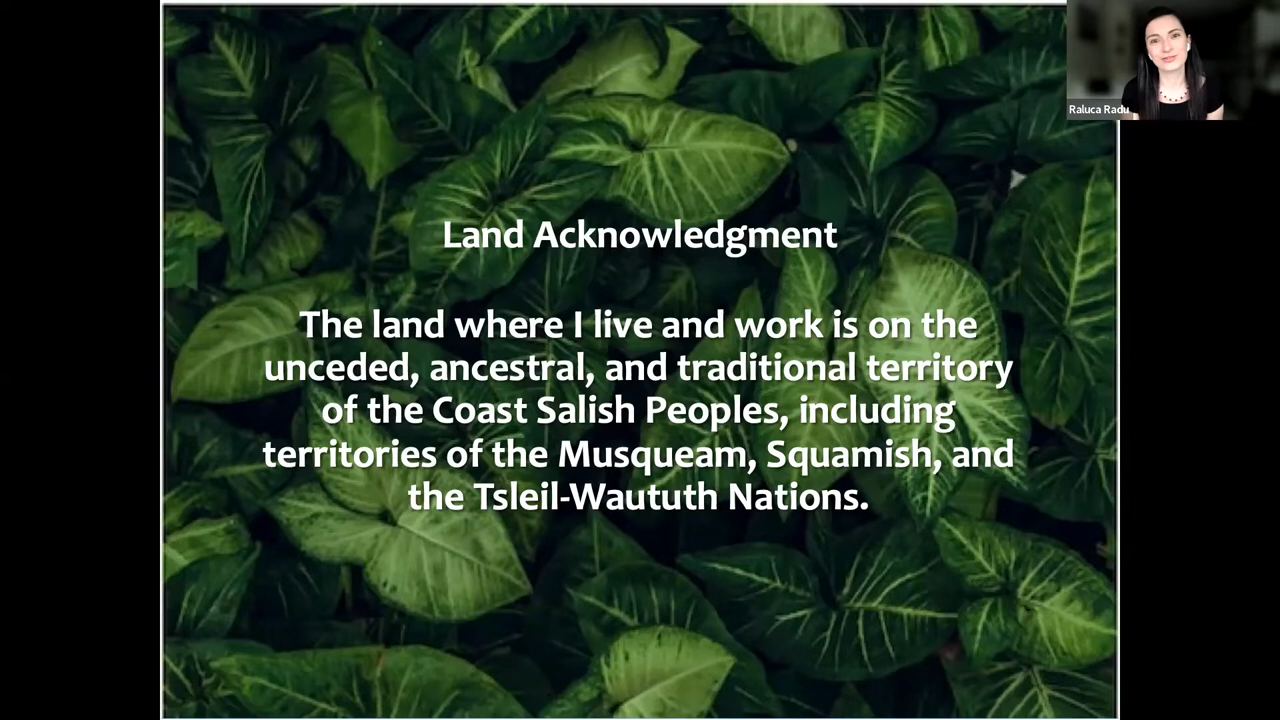 Raluca Radu
Land Acknowledgment
The land where I live and work is on the
unceded, ancestral, and traditional territory
of the Coast Salish Peoples, including
territories of the Musqueam, Squamish, and
the Tsleil-Waututh Nations.